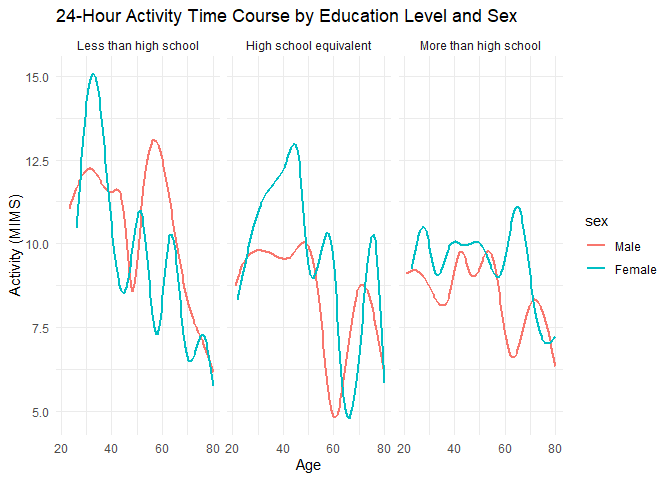 24-Hour Activity Time Course by Education Level and Sex
Less than high school
High school equivalent
More than high school
15.0
12.5
10.0
7.5
5.0
Activity (MIMS)
20 40 60 80
20 40 60 80
20 40 60 80
Age
sex
Male
Female